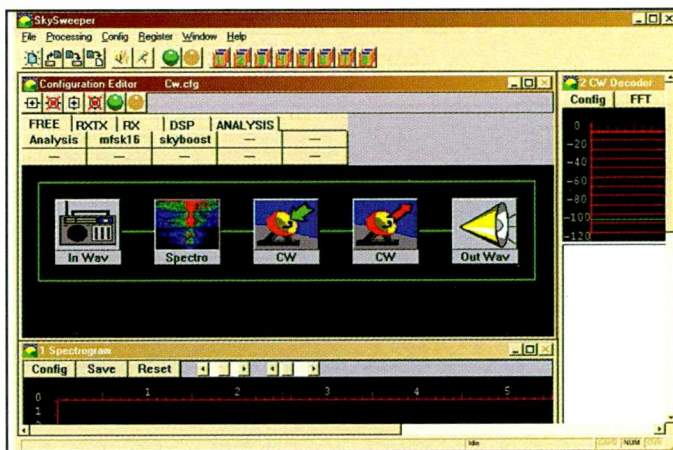 SkySweeper
File Processing Config Register Window Help
Configuration Editor Cw.cfg
FREE RXTX RX DSP ANALYSIS
Analysis mfsk16 skyboost — —
— — — — —
In Wav Spectro CW CW Out Wav
2 CW Decoder
Config FFT
0
-20
-40
-60
-80
-100
-120
1 Spectrogram
Config Save Reset
1 2 3 4 5
0
1
Idle CAPS NUM OVR